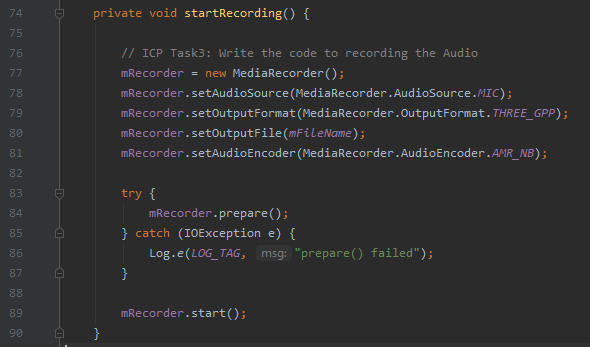 74 private void startRecording() {
75
76 // ICP Task3: Write the code to recording the Audio
77 mRecorder = new MediaRecorder();
78 mRecorder.setAudioSource(MediaRecorder.AudioSource.MIC);
79 mRecorder.setOutputFormat(MediaRecorder.OutputFormat.THREE_GPP);
80 mRecorder.setOutputFile(mFileName);
81 mRecorder.setAudioEncoder(MediaRecorder.AudioEncoder.AMR_NB);
82
83 try {
84 mRecorder.prepare();
85 } catch (IOException e) {
86 Log.e(LOG_TAG, msg: "prepare() failed");
87 }
88
89 mRecorder.start();
90 }